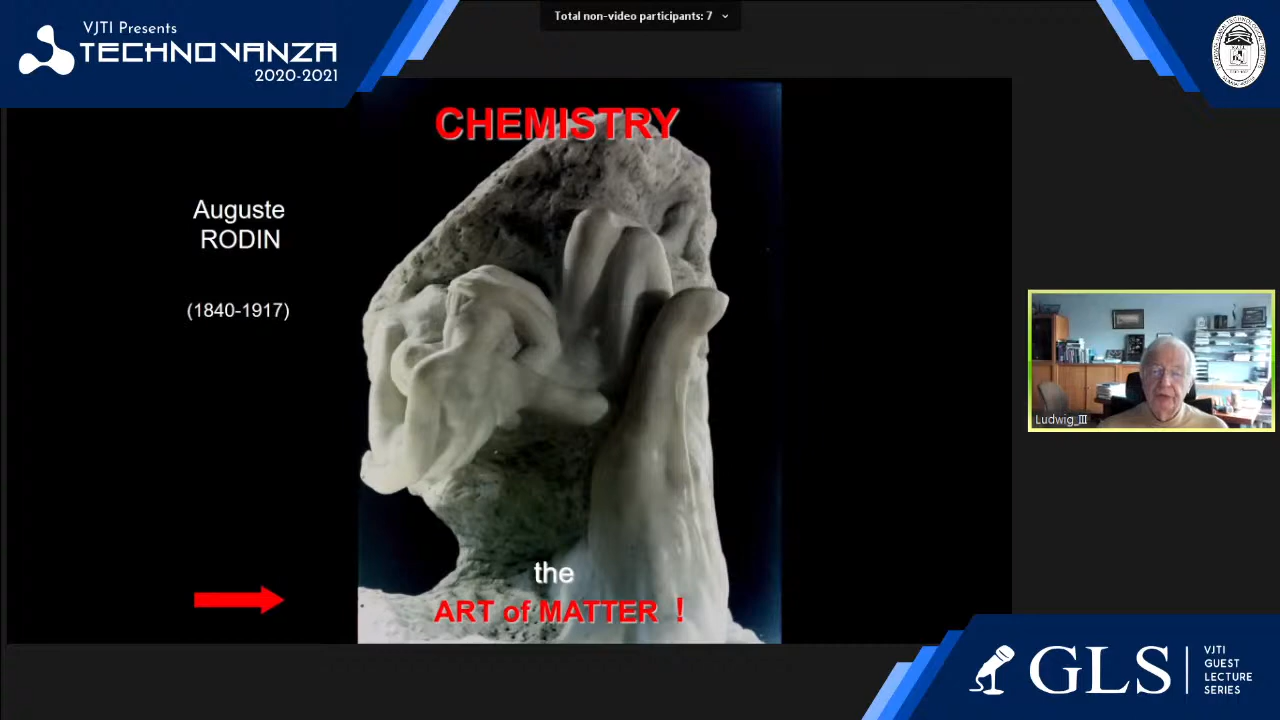 VJTI Presents
TECHNOVANZA
2020-2021
Total non-video participants: 7
CHEMISTRY
Auguste
RODIN
(1840-1917)
Ludwig_III
the
ART of MATTER !
GLS
VJTI
GUEST
LECTURE
SERIES